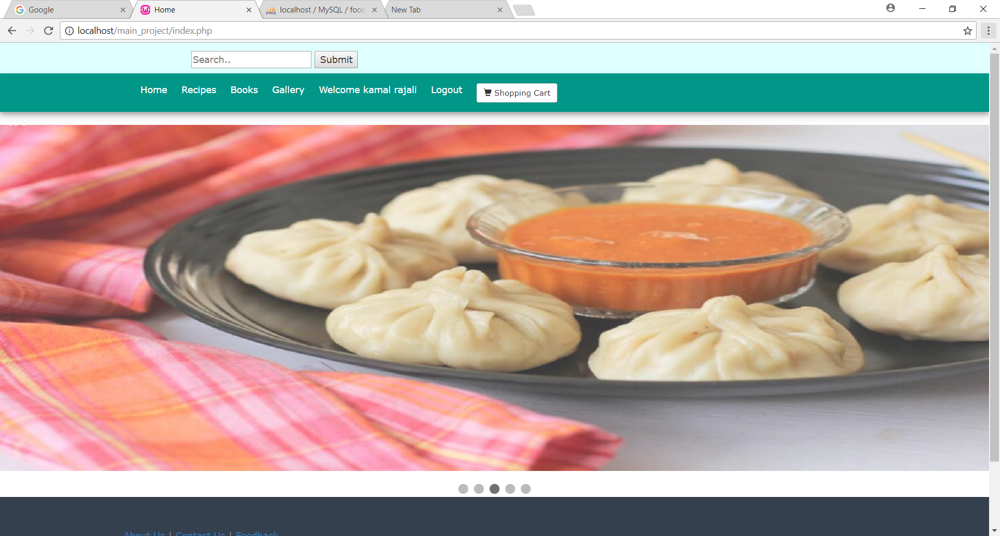 Google
Home
localhost / MySQL / food
New Tab
localhost/main_project/index.php
Search..
Submit
Home Recipes Books Gallery Welcome kamal rajali Logout Shopping Cart
About Us | Contact Us | Feedback